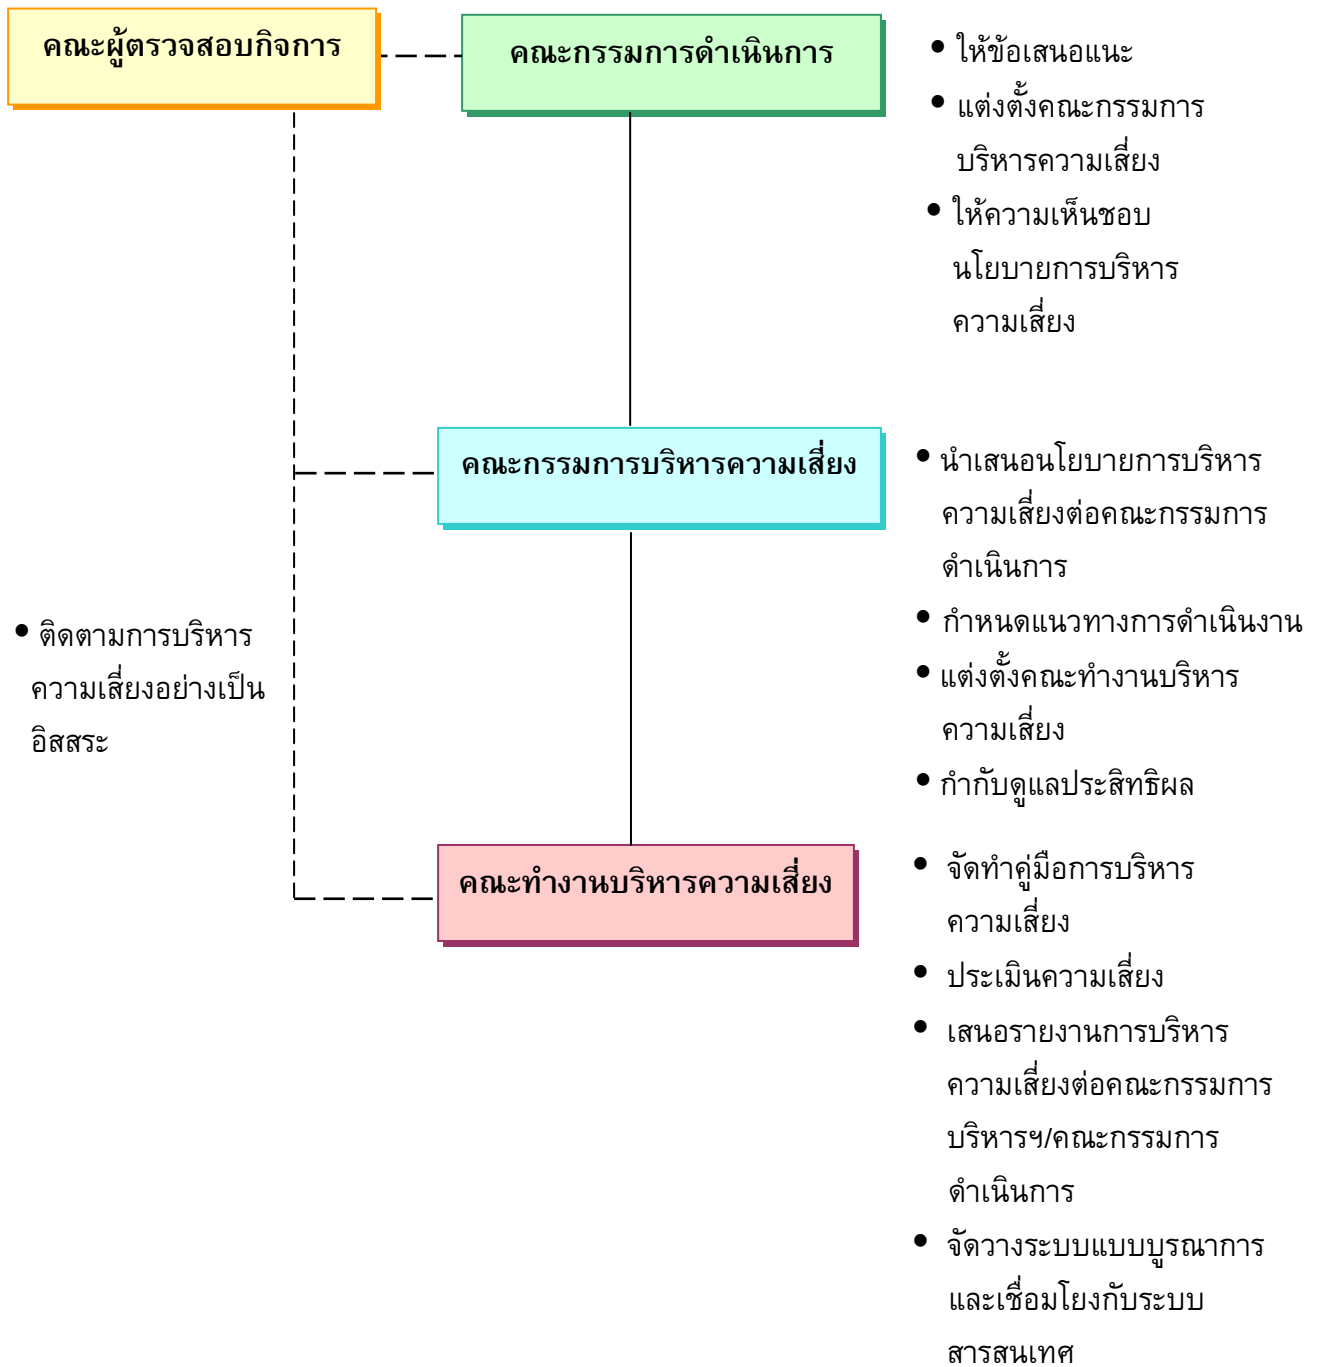 คณะผู้ตรวจสอบกิจการ
คณะกรรมการดำเนินการ
• ให้ข้อเสนอแนะ
• แต่งตั้งคณะกรรมการ
บริหารความเสี่ยง
• ให้ความเห็นชอบ
นโยบายการบริหาร
ความเสี่ยง
คณะกรรมการบริหารความเสี่ยง
• นำเสนอนโยบายการบริหาร
ความเสี่ยงต่อคณะกรรมการ
ดำเนินการ
• กำหนดแนวทางการดำเนินงาน
• แต่งตั้งคณะทำงานบริหาร
ความเสี่ยง
• กำกับดูแลประสิทธิผล
• ติดตามการบริหาร
ความเสี่ยงอย่างเป็น
อิสสระ
คณะทำงานบริหารความเสี่ยง
• จัดทำคู่มือการบริหาร
ความเสี่ยง
• ประเมินความเสี่ยง
• เสนอรายงานการบริหาร
ความเสี่ยงต่อคณะกรรมการ
บริหารฯ/คณะกรรมการ
ดำเนินการ
• จัดวางระบบแบบบูรณาการ
และเชื่อมโยงกับระบบ
สารสนเทศ